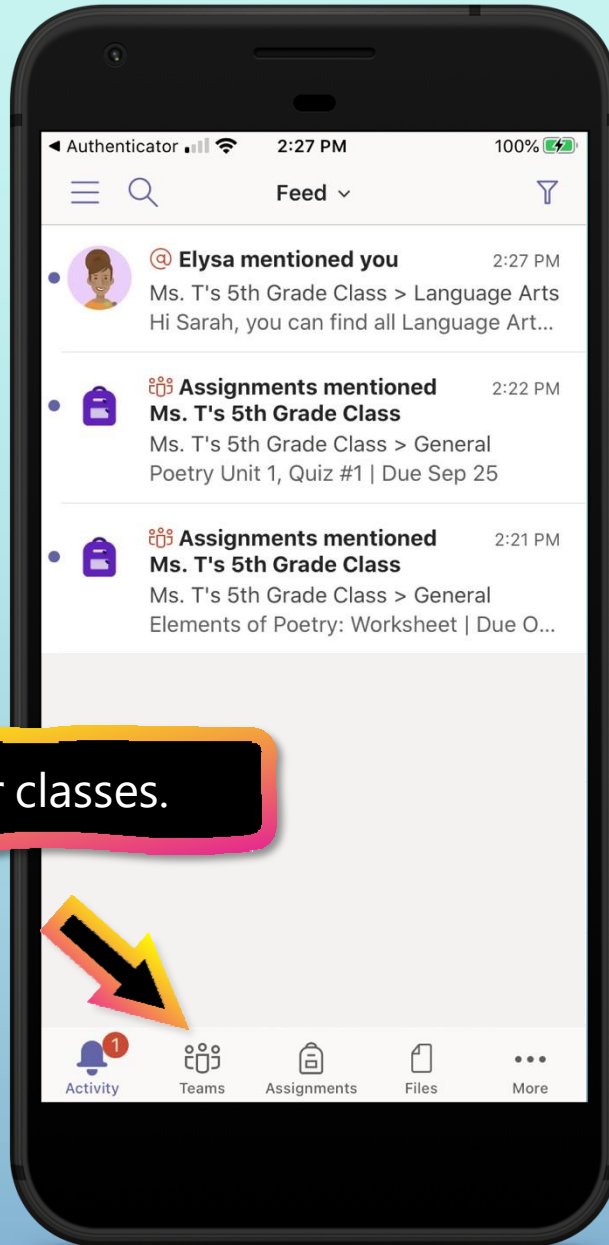 ◄ Authenticator 2:27 PM 100%
Feed
@ Elysa mentioned you 2:27 PM
Ms. T's 5th Grade Class > Language Arts
Hi Sarah, you can find all Language Art...
Assignments mentioned 2:22 PM
Ms. T's 5th Grade Class
Ms. T's 5th Grade Class > General
Poetry Unit 1, Quiz #1 | Due Sep 25
Assignments mentioned 2:21 PM
Ms. T's 5th Grade Class
Ms. T's 5th Grade Class > General
Elements of Poetry: Worksheet | Due O...
classes.
1
Activity Teams Assignments Files More